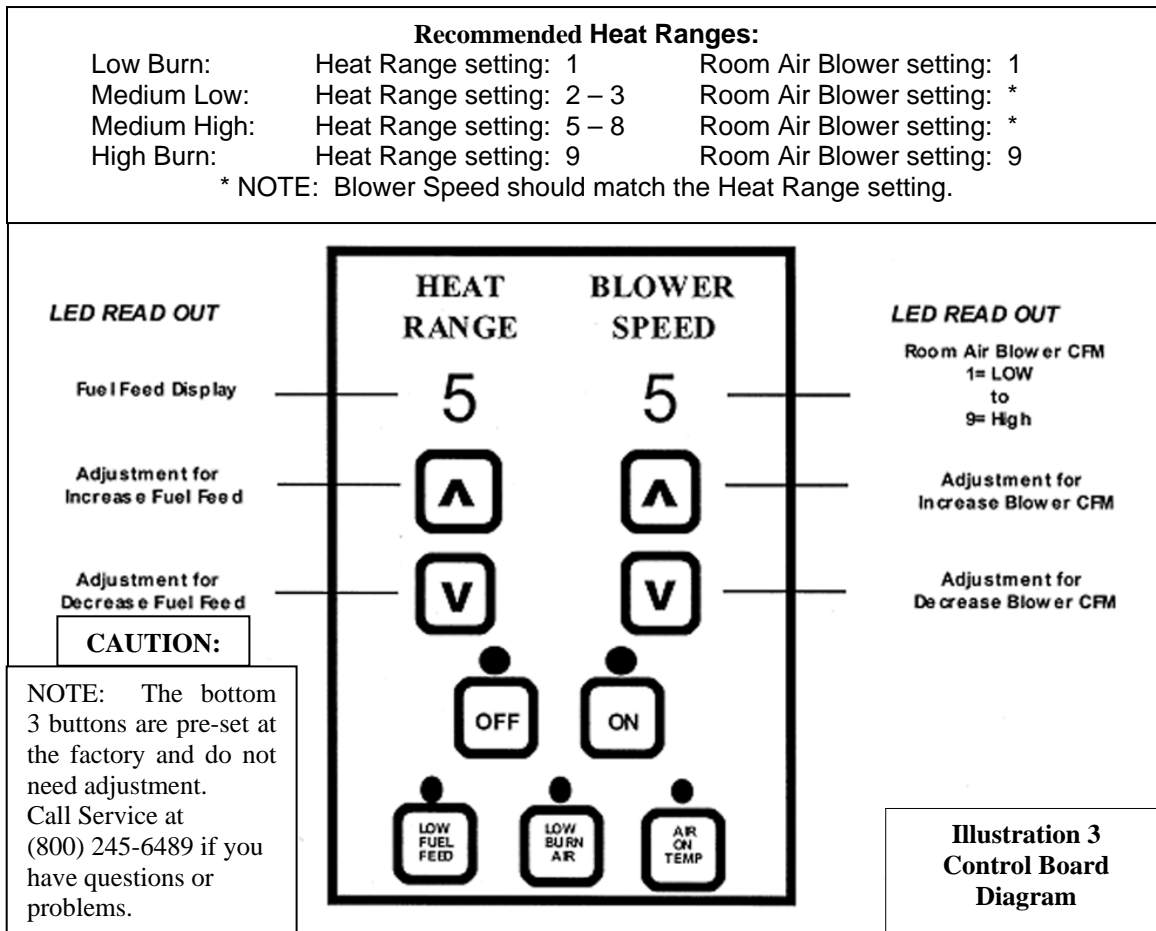 Recommended Heat Ranges:
Low Burn: Heat Range setting: 1 Room Air Blower setting: 1
Medium Low: Heat Range setting: 2 – 3 Room Air Blower setting: *
Medium High: Heat Range setting: 5 – 8 Room Air Blower setting: *
High Burn: Heat Range setting: 9 Room Air Blower setting: 9
* NOTE: Blower Speed should match the Heat Range setting.
LED READ OUT
Fuel Feed Display
Adjustment for
Increase Fuel Feed
Adjustment for
Decrease Fuel Feed
CAUTION:
NOTE: The bottom
3 buttons are pre-set at
the factory and do not
need adjustment.
Call Service at
(800) 245-6489 if you
have questions or
problems.
HEAT
RANGE
5
ʌ
v
BLOWER
SPEED
5
ʌ
v
OFF
ON
LOW
FUEL
FEED
LOW
BURN
AIR
AIR
ON
TEMP
LED READ OUT
Room Air Blower CFM
1= LOW
to
9= High
Adjustment for
Increase Blower CFM
Adjustment for
Decrease Blower CFM
Illustration 3
Control Board
Diagram